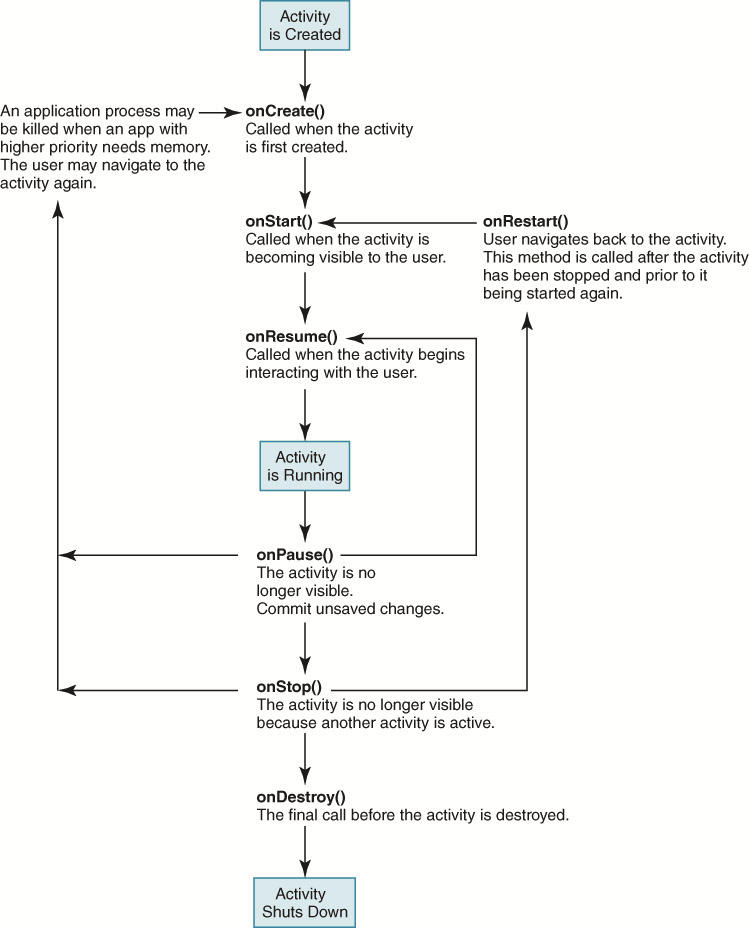 Activity
is Created
An application process may
be killed when an app with
higher priority needs memory.
The user may navigate to the
activity again.
onCreate()
Called when the activity
is first created.
onStart()
Called when the activity is
becoming visible to the user.
onRestart()
User navigates back to the activity.
This method is called after the activity
has been stopped and prior to it
being started again.
onResume()
Called when the activity begins
interacting with the user.
Activity
is Running
onPause()
The activity is no
longer visible.
Commit unsaved changes.
onStop()
The activity is no longer visible
because another activity is active.
onDestroy()
The final call before the activity is destroyed.
Activity
Shuts Down